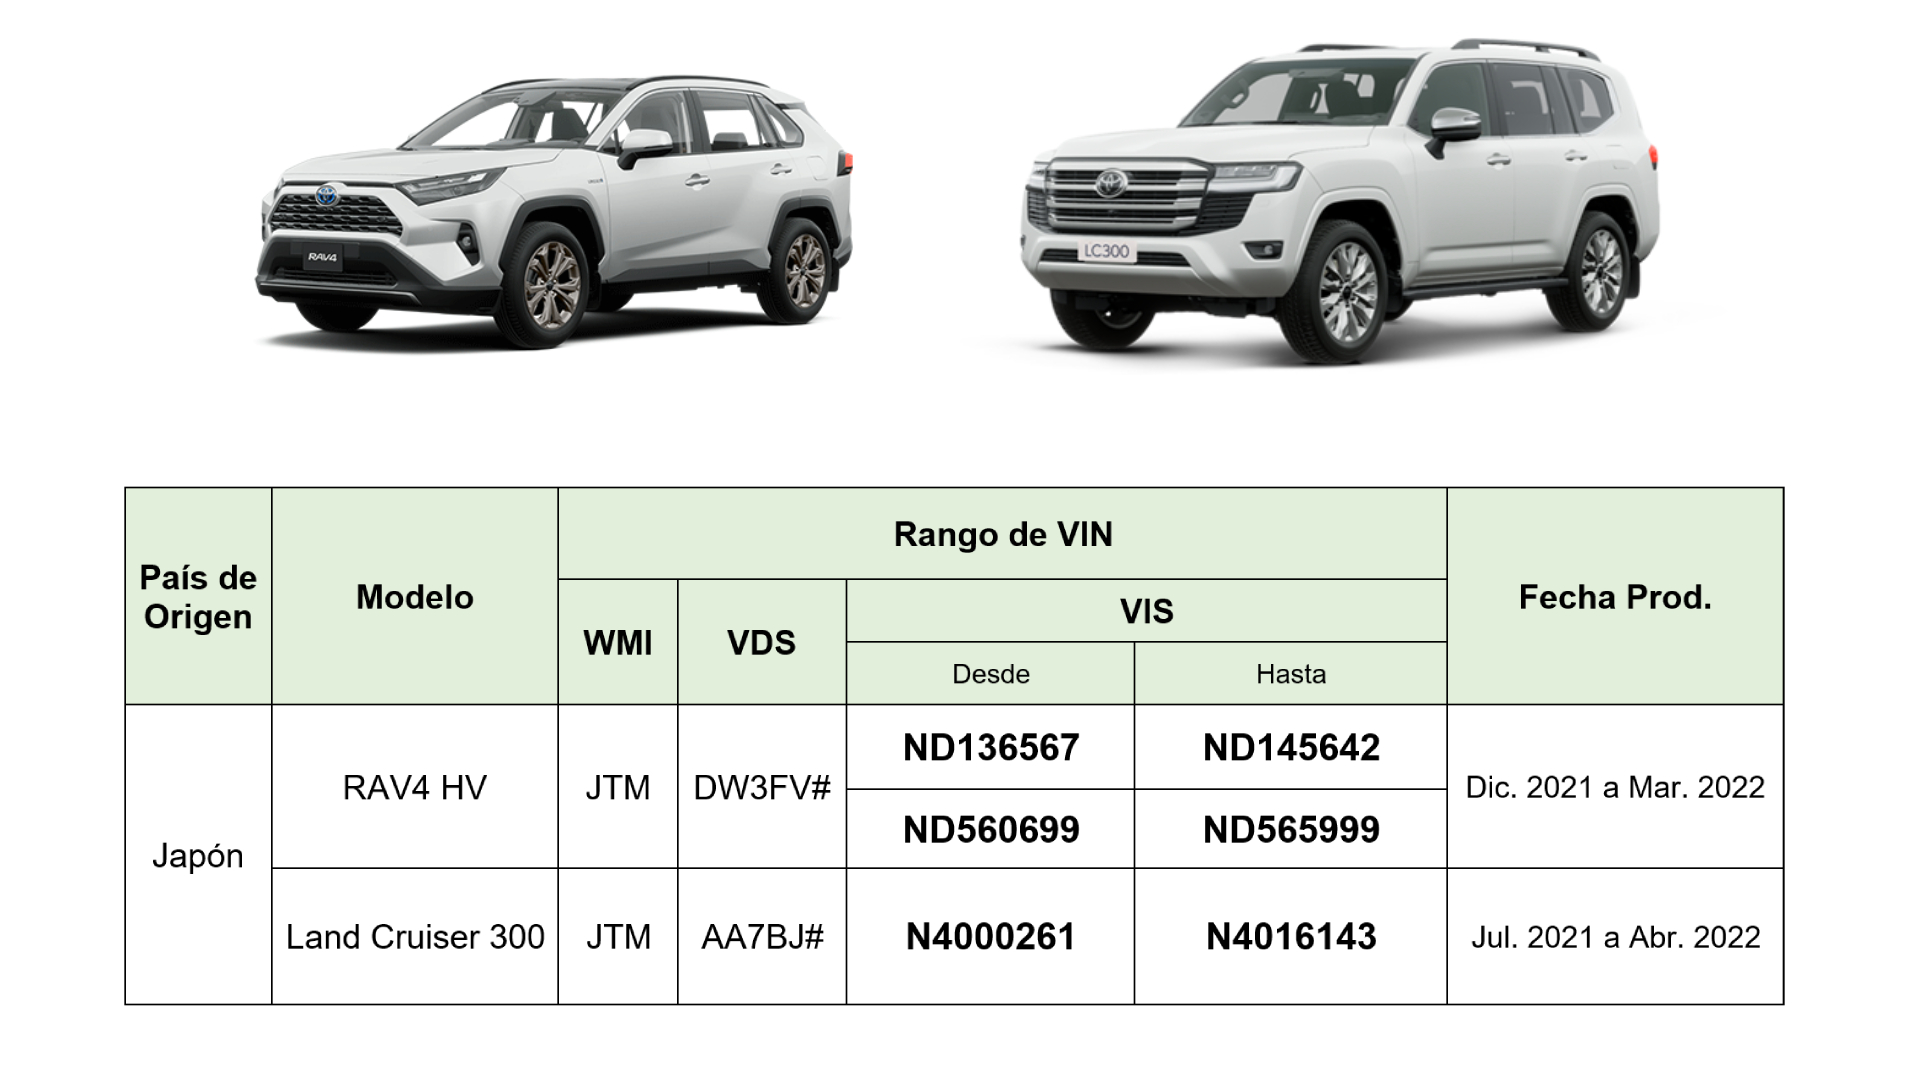 RAV4
LC300
País de
Origen
Modelo
Rango de VIN
Fecha Prod.
WMI
VDS
VIS
Desde
Hasta
Japón
RAV4 HV
JTM
DW3FV#
ND136567
ND145642
Dic. 2021 a Mar. 2022
ND560699
ND565999
Land Cruiser 300
JTM
AA7BJ#
N4000261
N4016143
Jul. 2021 a Abr. 2022